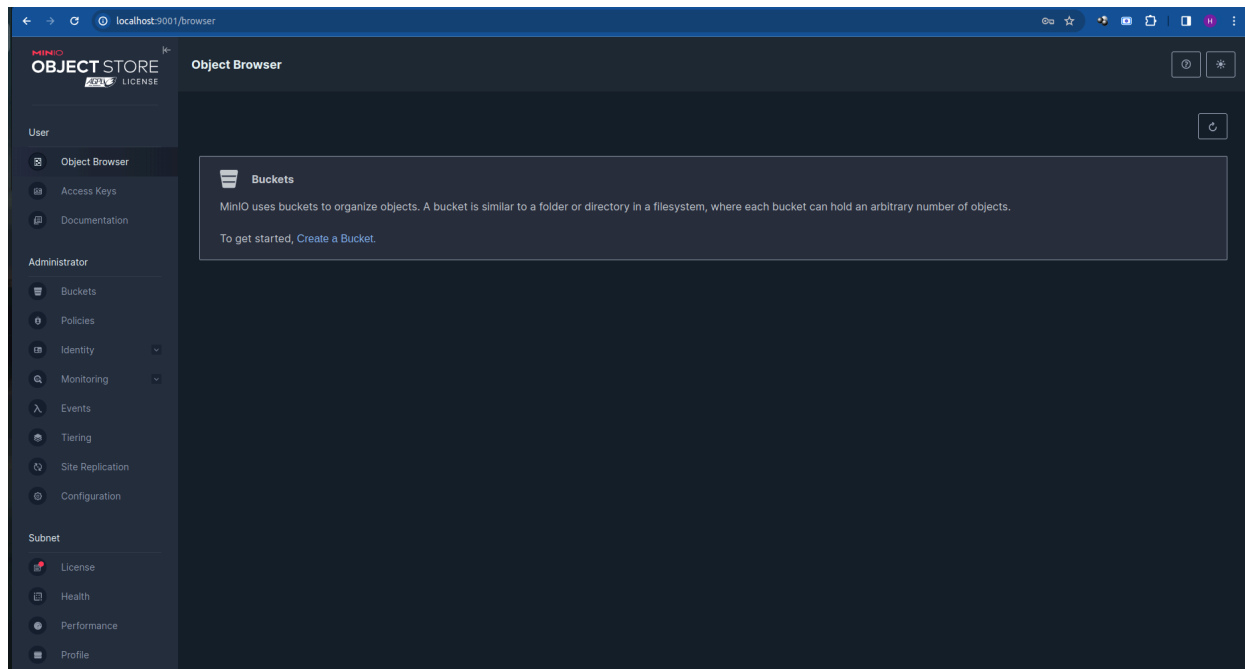 localhost:9001/browser
H
MINIO
OBJECT STORE
AGPLv3 LICENSE
Object Browser
User
Object Browser
Access Keys
Documentation
Buckets
MinIO uses buckets to organize objects. A bucket is similar to a folder or directory in a filesystem, where each bucket can hold an arbitrary number of objects.
To get started, Create a Bucket.
Administrator
Buckets
Policies
Identity
Monitoring
Events
Tiering
Site Replication
Configuration
Subnet
License
Health
Performance
Profile